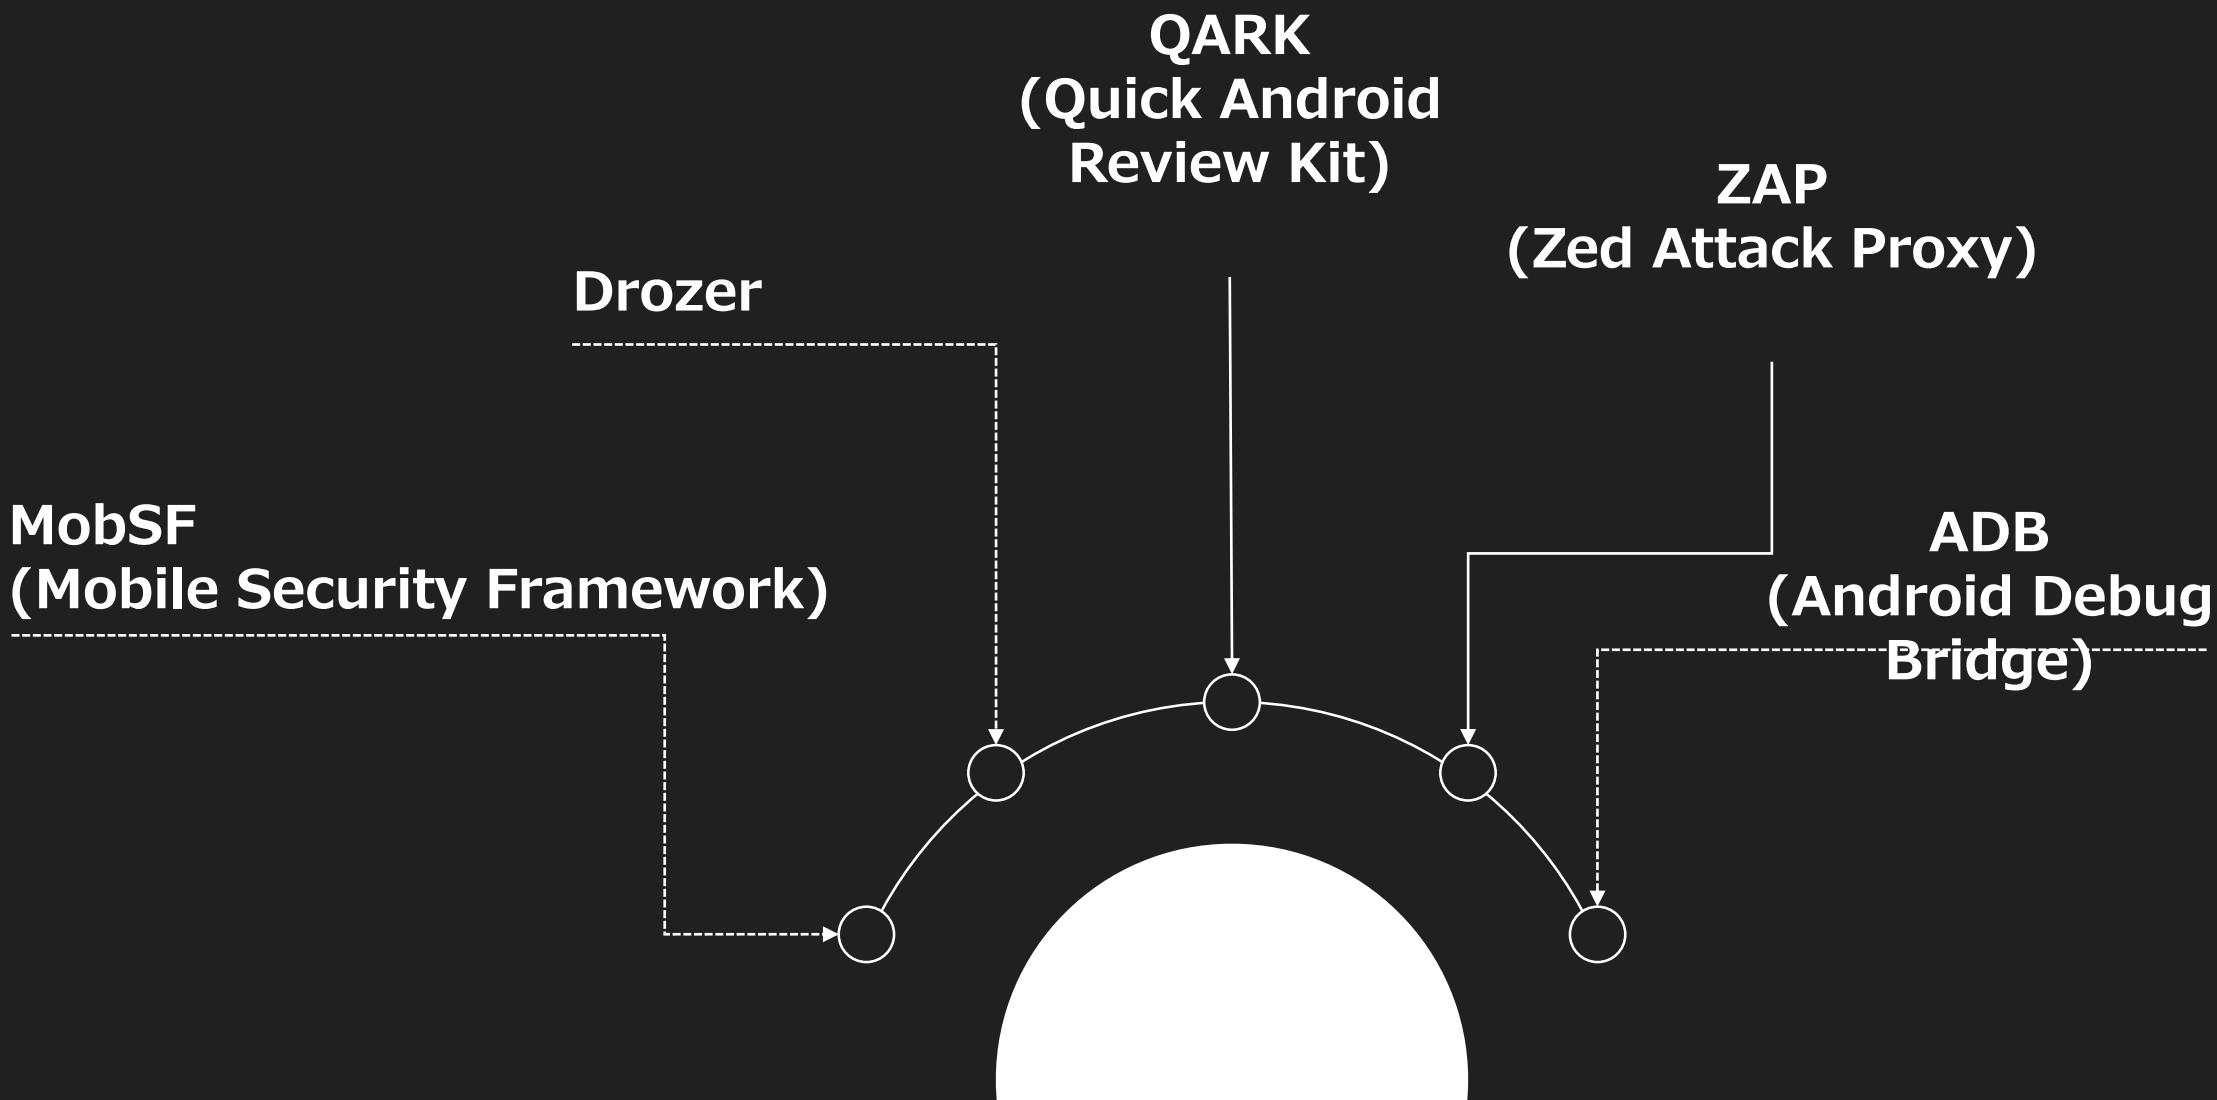 QARK
(Quick Android
Review Kit)
ZAP
(Zed Attack Proxy)
Drozer
MobSF
(Mobile Security Framework)
ADB
(Android Debug
Bridge)